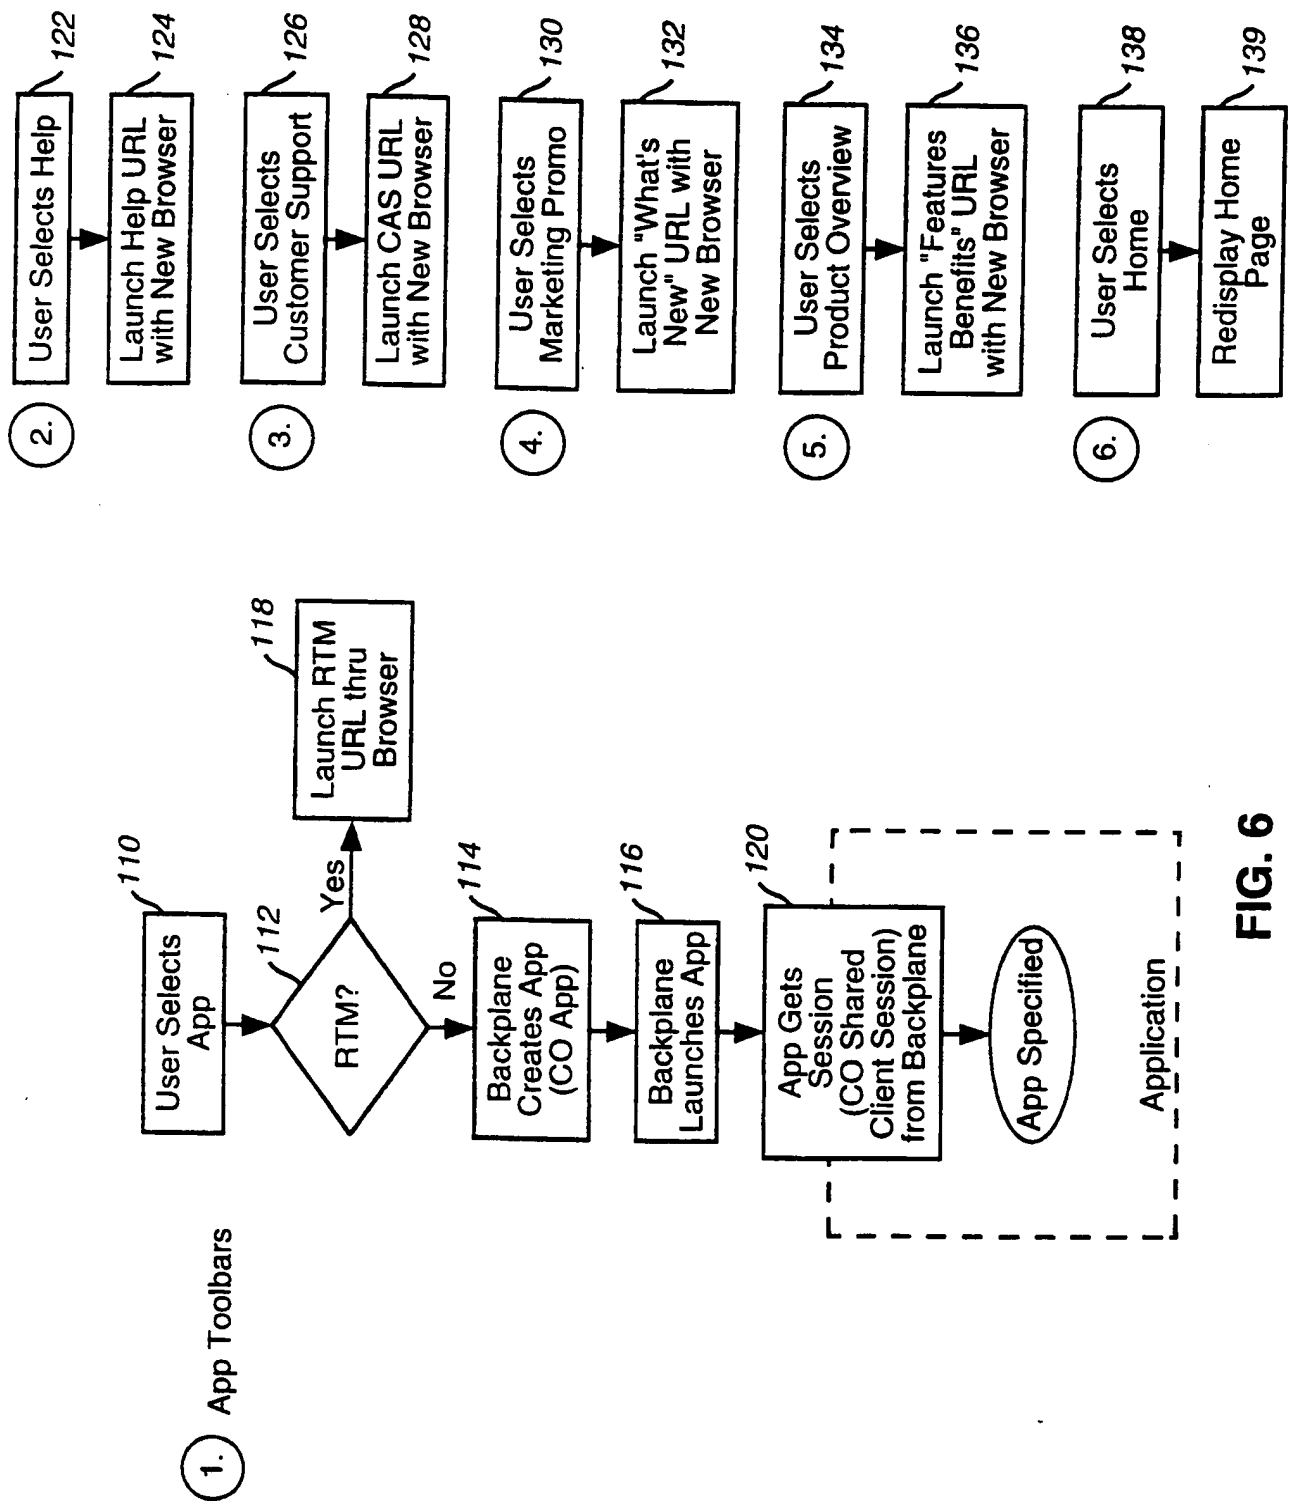 1.
App Toolbars
User Selects
App
110
RTM?
112
Yes
Launch RTM
URL thru
Browser
118
No
Backplane
Creates App
(CO App)
114
Backplane
Launches App
116
App Gets
Session
(CO Shared
Client Session)
from Backplane
120
App Specified
Application
2.
User Selects Help
122
Launch Help URL
with New Browser
124
3.
User Selects
Customer Support
126
Launch CAS URL
with New Browser
128
4.
User Selects
Marketing Promo
130
Launch "What's
New" URL with
New Browser
132
5.
User Selects
Product Overview
134
Launch "Features
Benefits" URL
with New Browser
136
6.
User Selects
Home
138
Redisplay Home
Page
139
FIG. 6